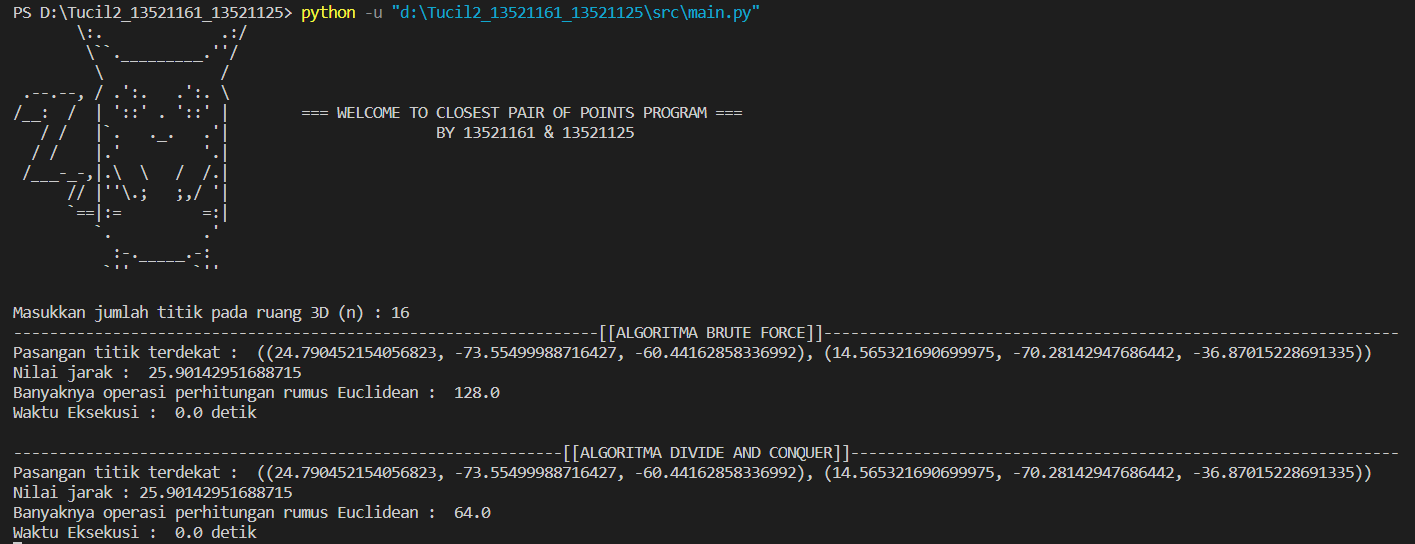 PS D:\Tucil2_13521161_13521125> python -u "d:\Tucil2_13521161_13521125\src\main.py"
       \:.             .:/
        \``._________.''/
         \             /
 .--.--, / .':.   .':. \
/__:  /  | '::' . '::' |        === WELCOME TO CLOSEST PAIR OF POINTS PROGRAM ===
   / /   |`.   ._.   .'|                       BY 13521161 & 13521125
  / /    |.'         '.|
 /___-_-,|.\  \   /  /.|
      // |''\.;   ;,/ '|
      `==|:=         =:|
         `.          .'
           :-._____.-:
          `''       `''
Masukkan jumlah titik pada ruang 3D (n) : 16
-----------------------------------------------------------------[[ALGORITMA BRUTE FORCE]]----------------------------------------------------------------
Pasangan titik terdekat :  ((24.790452154056823, -73.55499988716427, -60.44162858336992), (14.565321690699975, -70.28142947686442, -36.87015228691335))
Nilai jarak :  25.90142951688715
Banyaknya operasi perhitungan rumus Euclidean :  128.0
Waktu Eksekusi :  0.0 detik
-------------------------------------------------------------[[ALGORITMA DIVIDE AND CONQUER]]-------------------------------------------------------------
Pasangan titik terdekat :  ((24.790452154056823, -73.55499988716427, -60.44162858336992), (14.565321690699975, -70.28142947686442, -36.87015228691335))
Nilai jarak : 25.90142951688715
Banyaknya operasi perhitungan rumus Euclidean :  64.0
Waktu Eksekusi :  0.0 detik